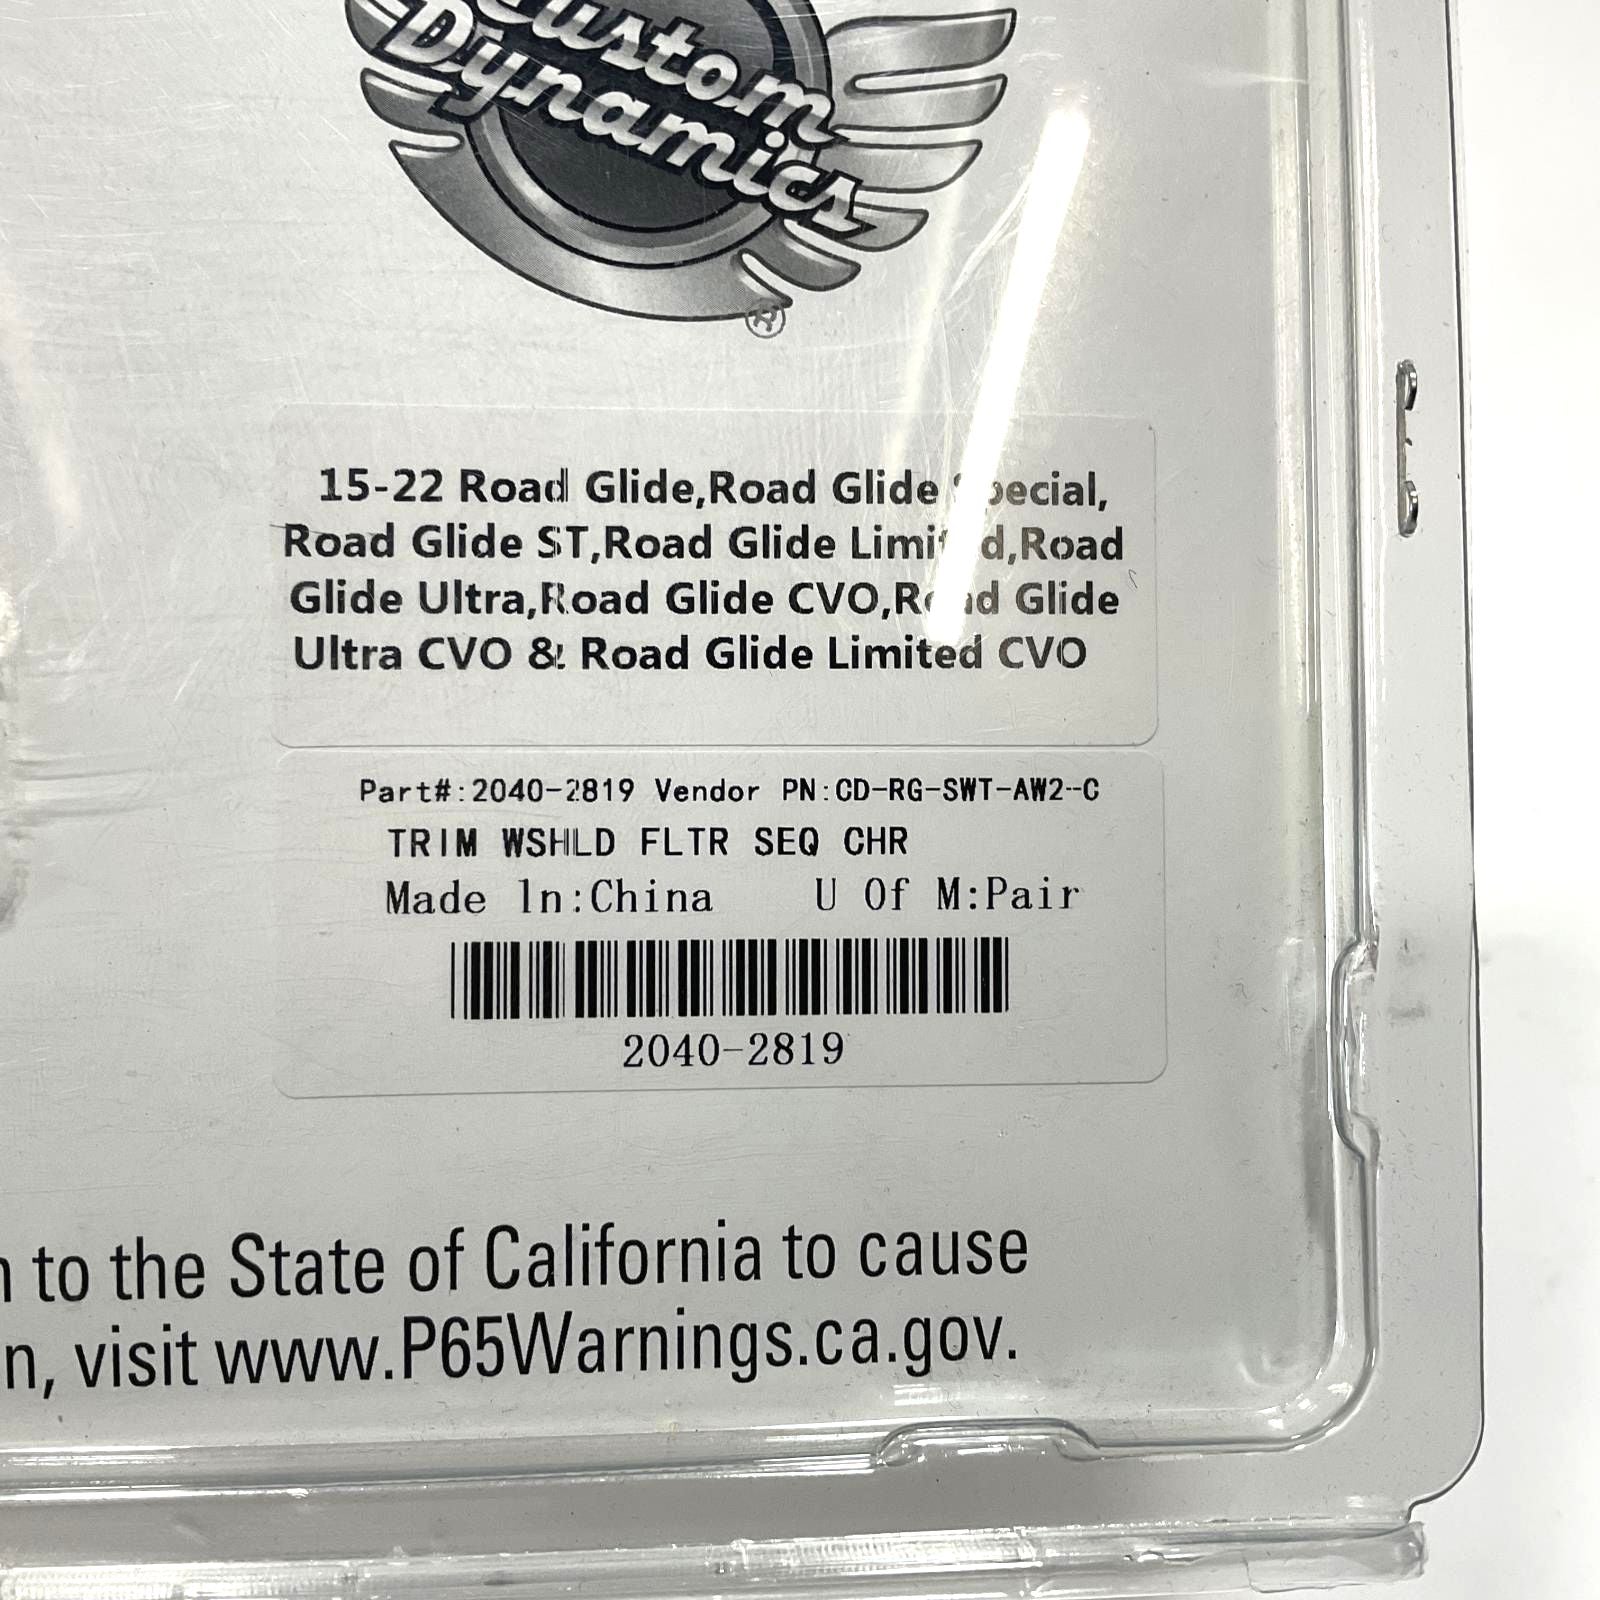 Custom
Dynamics
®
15-22 Road Glide,Road Glide Special,
Road Glide ST,Road Glide Limited,Road
Glide Ultra,Road Glide CVO,Road Glide
Ultra CVO & Road Glide Limited CVO
Part#:2040-2819 Vendor PN:CD-RG-SWT-AW2-C
TRIM WSHLD FLTR SEQ CHR
Made ln:China U Of M:Pair
2040-2819
to the State of California to cause
visit www.P65Warnings.ca.gov.